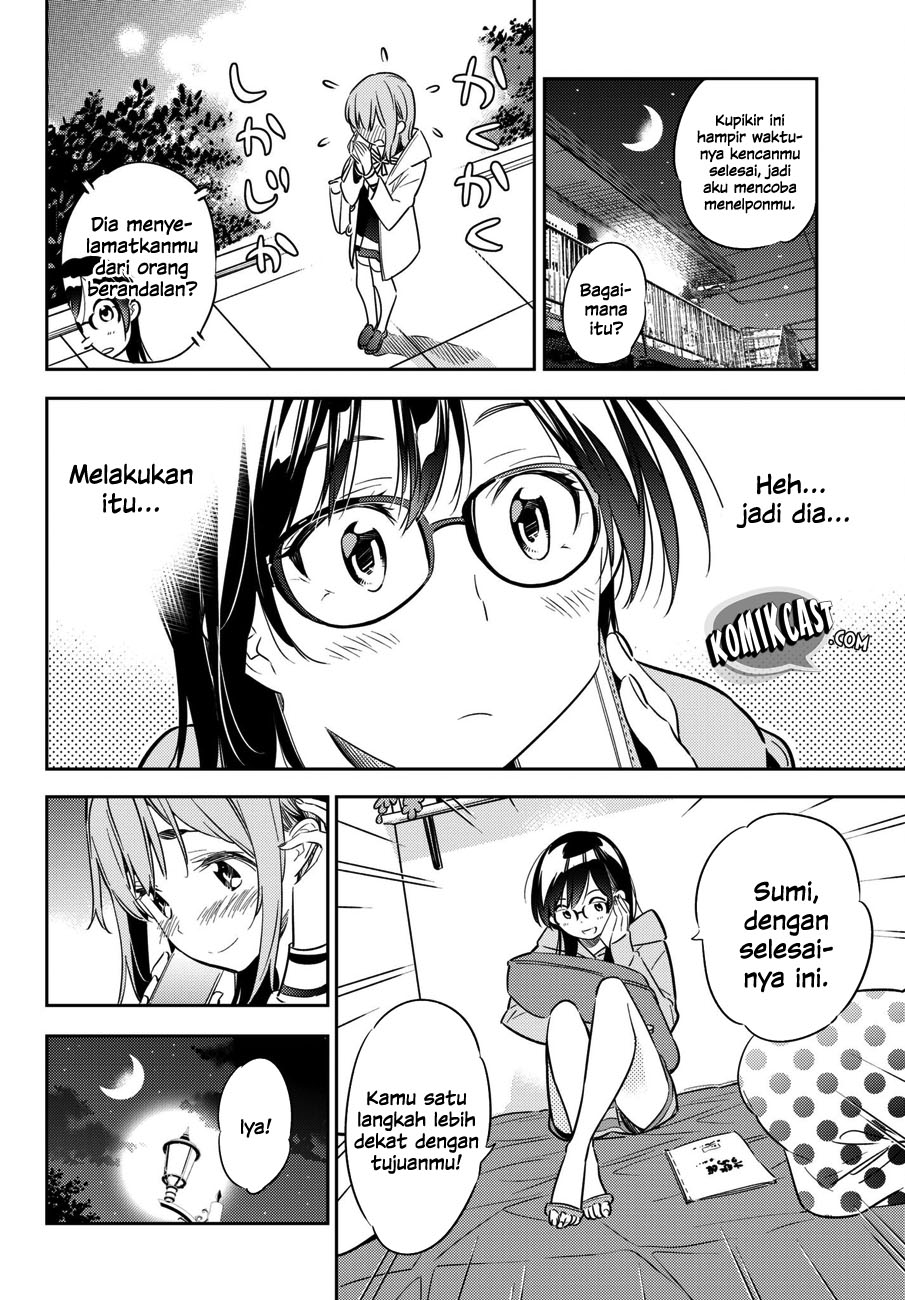 Kupikir ini
hampir waktu-
nya kencanmu
selesai, jadi
aku mencoba
menelponmu.
Bagai-
mana
itu?
かくかく
しかじか
Dia menye-
lamatkanmu
dari orang
berandalan?
Heh...
jadi dia...
Melakukan
itu...
KOMIKCAST
.COM
Sumi,
dengan
selesai-
nya ini.
Kamu satu
langkah lebih
dekat dengan
tujuanmu!
Iya!